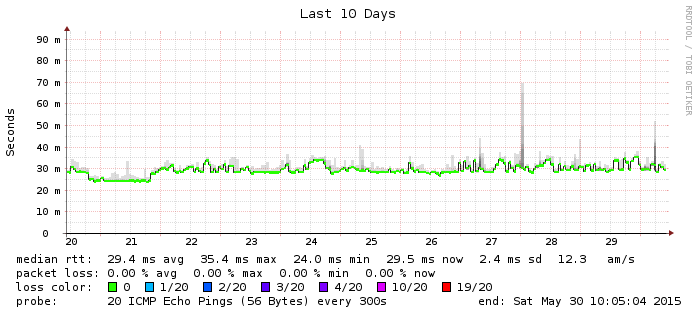 Last 10 Days
RRDTOOL / TOBI OETIKER
Seconds
90 m
80 m
70 m
60 m
50 m
40 m
30 m
20 m
10 m
0
20 21 22 23 24 25 26 27 28 29
median rtt: 29.4 ms avg 35.4 ms max 24.0 ms min 29.5 ms now 2.4 ms sd 12.3 am/s
packet loss: 0.00 % avg 0.00 % max 0.00 % min 0.00 % now
loss color: 0 1/20 2/20 3/20 4/20 10/20 19/20
probe: 20 ICMP Echo Pings (56 Bytes) every 300s end: Sat May 30 10:05:04 2015